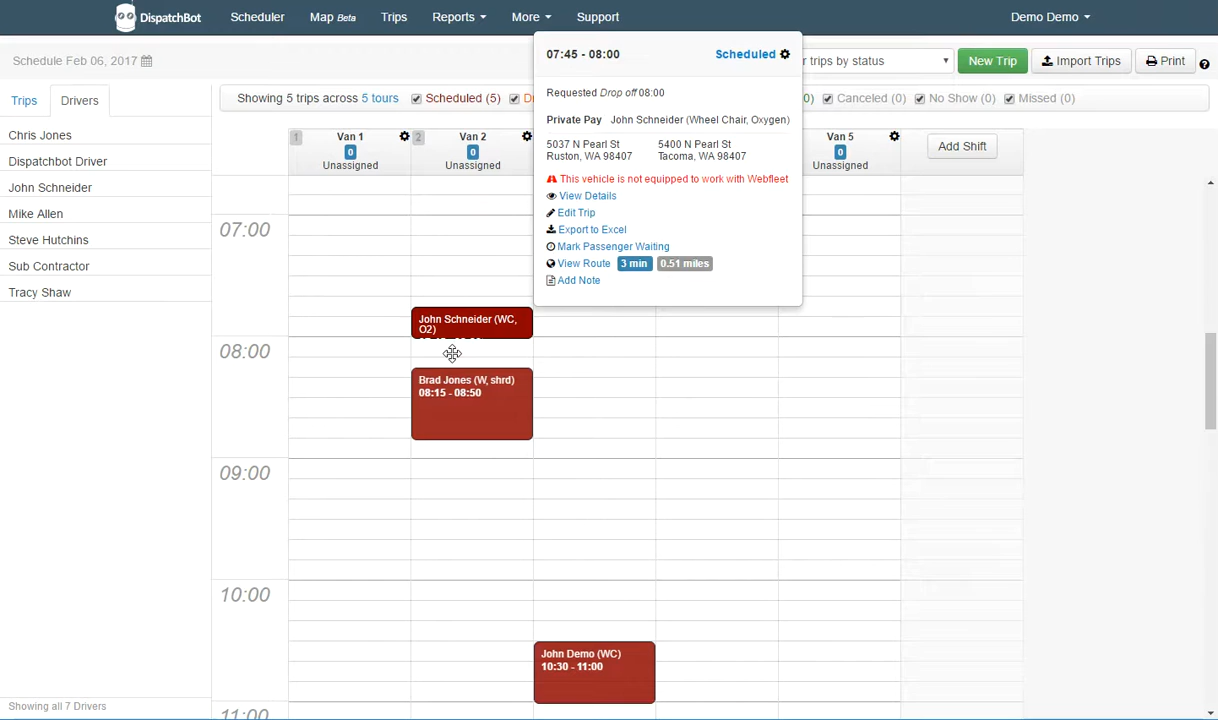 DispatchBot Scheduler Map Beta Trips Reports More Support Demo Demo
Schedule Feb 06, 2017 07:45 - 08:00 Scheduled r trips by status New Trip Import Trips Print ?
Trips Drivers
Showing 5 trips across 5 tours Scheduled (5) D 0) Canceled (0) No Show (0) Missed (0)
Requested Drop off 08:00
Private Pay John Schneider (Wheel Chair, Oxygen)
5037 N Pearl St 5400 N Pearl St
Ruston, WA 98407 Tacoma, WA 98407
This vehicle is not equipped to work with Webfleet
View Details
Edit Trip
Export to Excel
Mark Passenger Waiting
View Route 3 min 0.51 miles
Add Note
Chris Jones
Dispatchbot Driver
John Schneider
Mike Allen
Steve Hutchins
Sub Contractor
Tracy Shaw
1 Van 1 2 Van 2 Van 5 Add Shift
0 0 0
Unassigned Unassigned Unassigned
07:00
John Schneider (WC,
O2)
08:00
Brad Jones (W, shrd)
08:15 - 08:50
09:00
10:00
John Demo (WC)
10:30 - 11:00
11:00
Showing all 7 Drivers